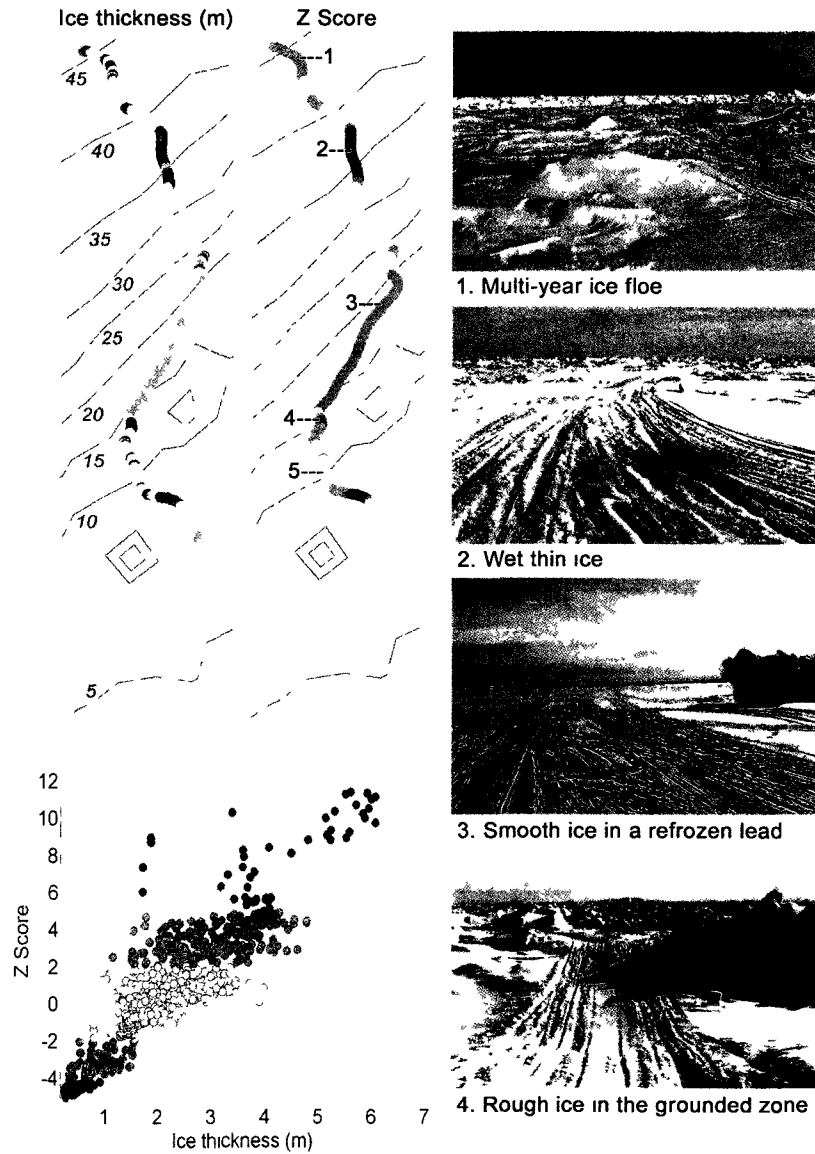 Ice thickness (m)
Z Score
45
40
35
30
25
20
15
10
5
1
2
3
4
5
1. Multi-year ice floe
2. Wet thin ice
3. Smooth ice in a refrozen lead
4. Rough ice in the grounded zone
12
10
8
6
4
2
0
-2
-4
Z Score
1 2 3 4 5 6 7
Ice thickness (m)